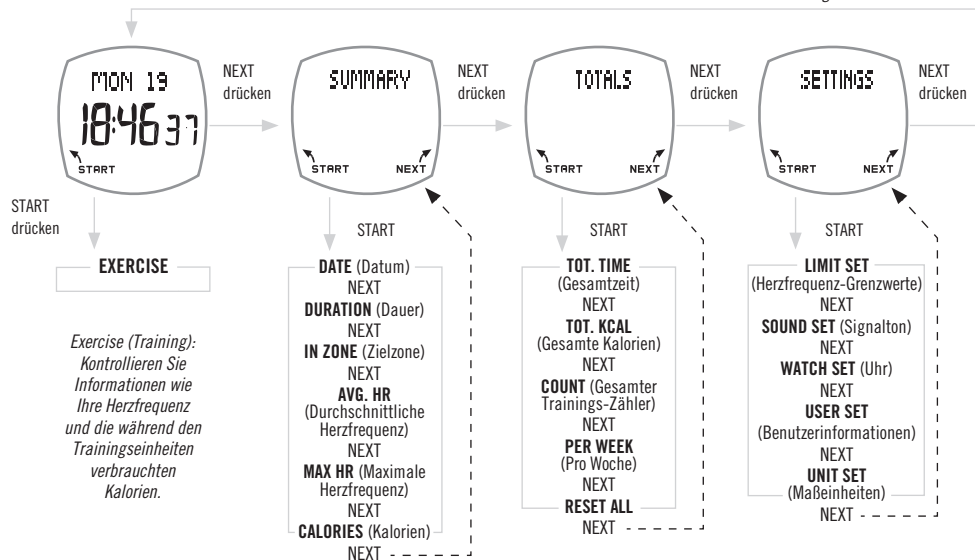 MON 19
18:46 37
START
NEXT
drücken
SUMMARY
START NEXT
NEXT
drücken
TOTALS
START NEXT
NEXT
drücken
SETTINGS
START NEXT
NEXT
drücken
START
drücken
EXERCISE
Exercise (Training):
Kontrollieren Sie
Informationen wie
Ihre Herzfrequenz
und die während den
Trainingseinheiten
verbrauchten
Kalorien.
START
DATE (Datum)
NEXT
DURATION (Dauer)
NEXT
IN ZONE (Zielzone)
NEXT
AVG. HR
(Durchschnittliche
Herzfrequenz)
NEXT
MAX HR (Maximale
Herzfrequenz)
NEXT
CALORIES (Kalorien)
NEXT
START
TOT. TIME
(Gesamtzeit)
NEXT
TOT. KCAL
(Gesamte Kalorien)
NEXT
COUNT (Gesamter
Trainings-Zähler)
NEXT
PER WEEK
(Pro Woche)
NEXT
RESET ALL
NEXT
START
LIMIT SET
(Herzfrequenz-Grenzwerte)
NEXT
SOUND SET (Signalton)
NEXT
WATCH SET (Uhr)
NEXT
USER SET
(Benutzerinformationen)
NEXT
UNIT SET
(Maßeinheiten)
NEXT